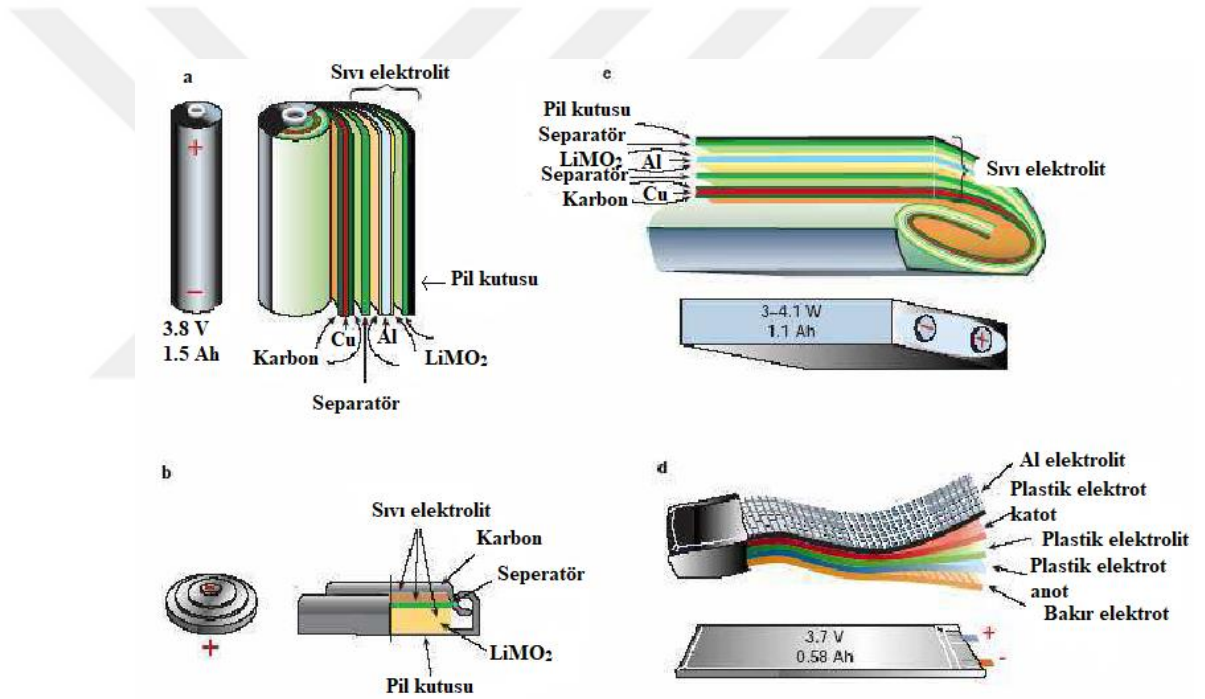 a
Sıvı elektrolit
+
−
3.8 V
1.5 Ah
Pil kutusu
Cu
Al
Karbon
LiMO₂
Separatör
c
Pil kutusu
Separatör
LiMO₂
Al
Separatör
Cu
Karbon
Sıvı elektrolit
3–4.1 W
1.1 Ah
−
+
b
Sıvı elektrolit
Karbon
Seperatör
+
LiMO₂
Pil kutusu
d
Al elektrolit
Plastik elektrot
katot
Plastik elektrolit
Plastik elektrot
anot
Bakır elektrot
3.7 V
0.58 Ah
+
-